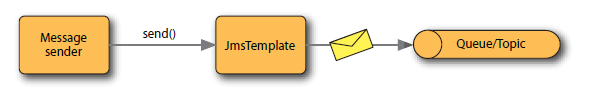 Message
sender
send()
JmsTemplate
Queue/Topic